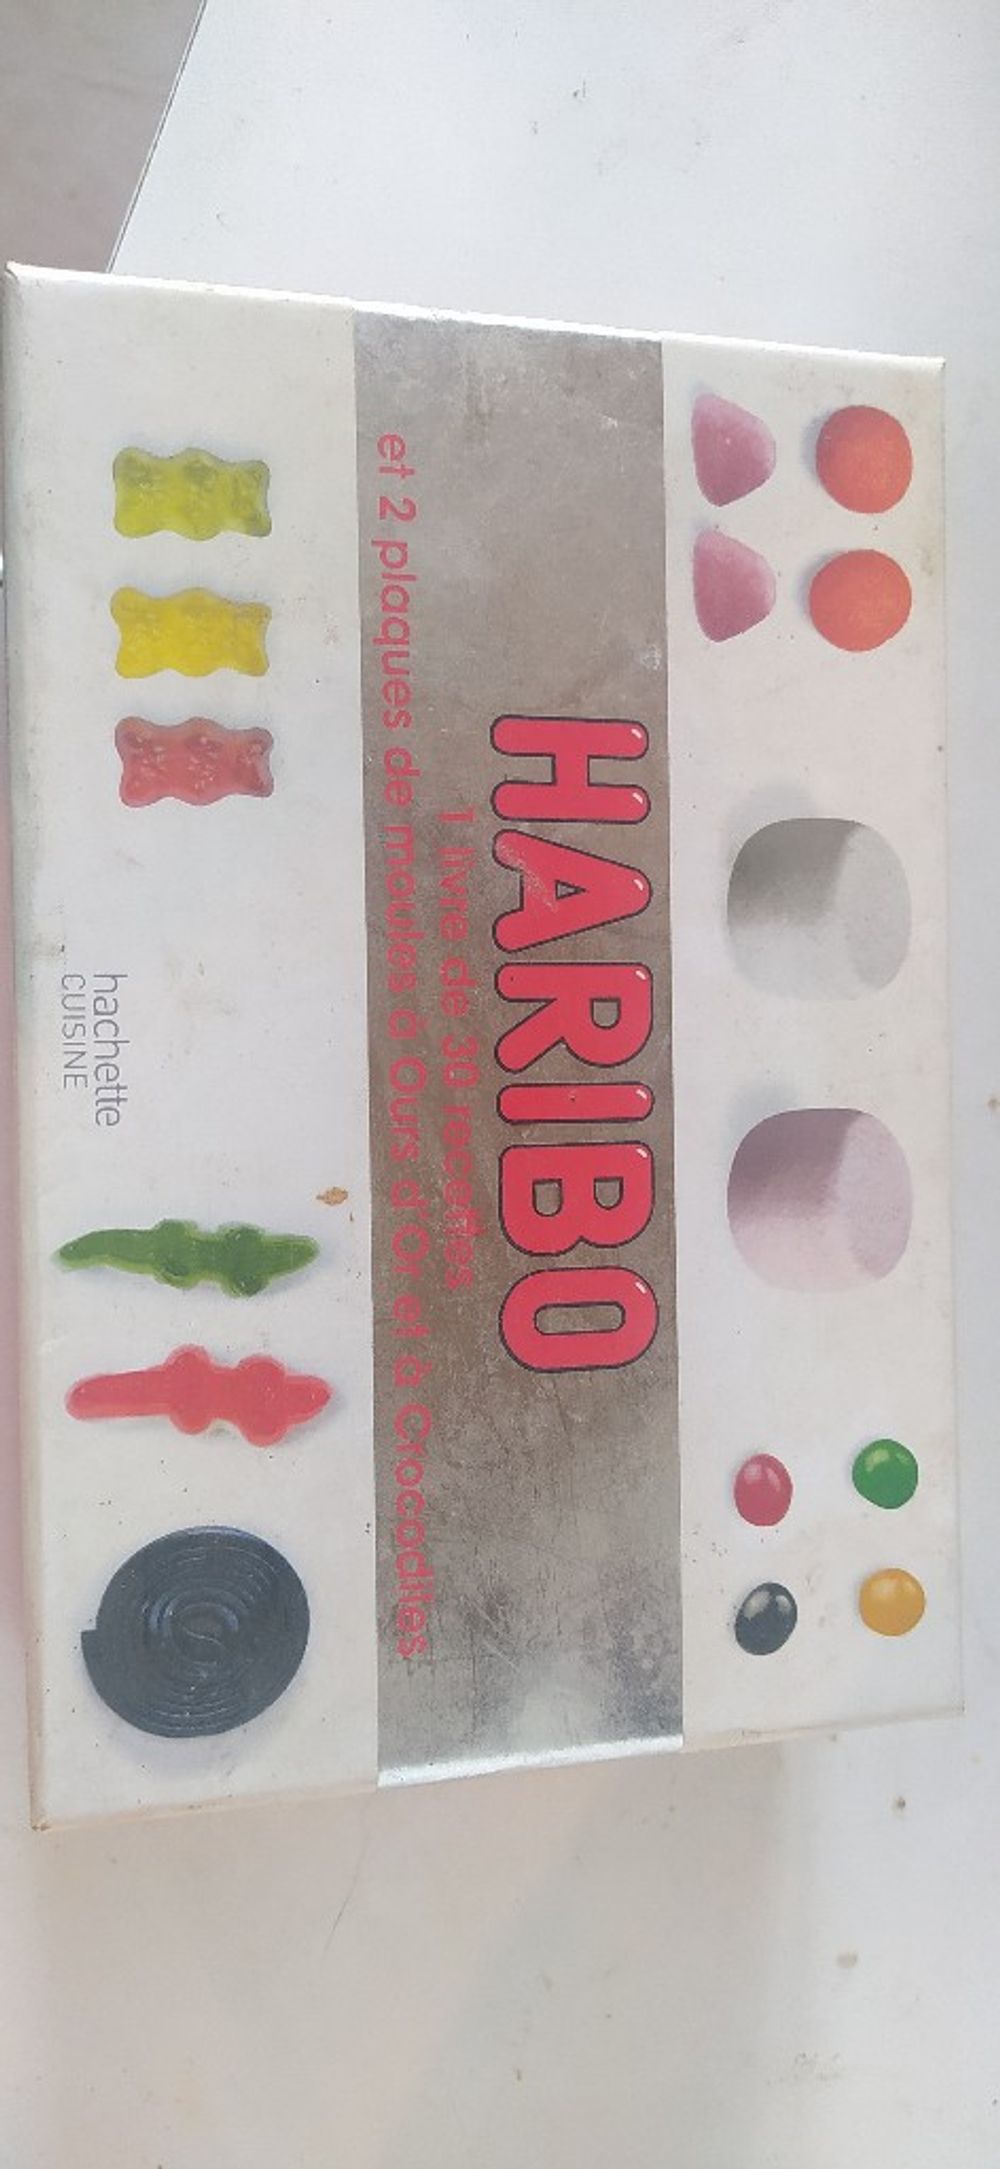 HARIBO
1 livre de 30 recettes
et 2 plaques de moules à Ours d'or et à Crocodiles
hachette
CUISINE